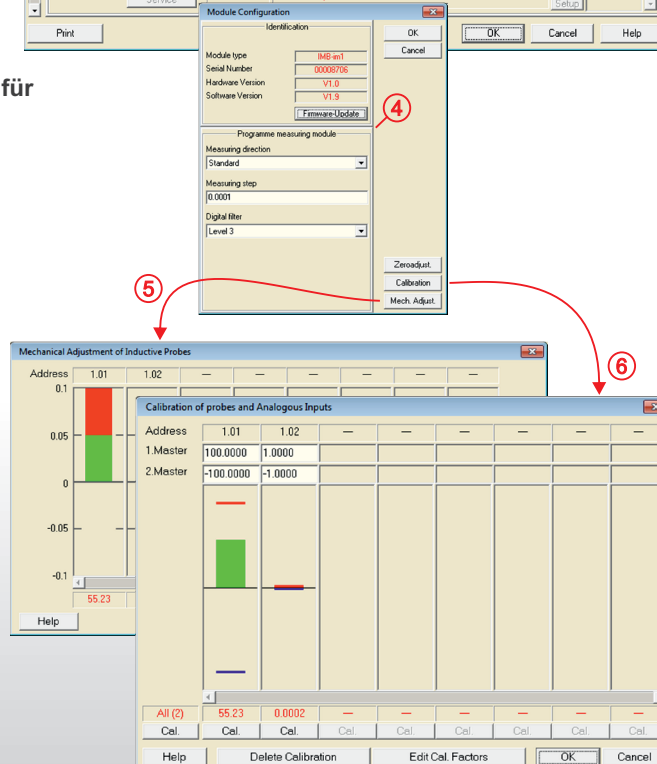 Service
Setup
Print
OK
Cancel
Help
für
Module Configuration
Identification
Module type
IMB-im1
Serial Number
00008706
Hardware Version
V1.0
Software Version
V1.9
Firmware-Update
OK
Cancel
4
Programme measuring module
Measuring direction
Standard
Measuring step
0.0001
Digital filter
Level 3
Zeroadjust.
Calibration
Mech. Adjust.
5
6
Mechanical Adjustment of Inductive Probes
Address 1.01 1.02 — — — — — —
0.1
0.05
0
-0.05
-0.1
55.23
Help
Calibration of probes and Analogous Inputs
Address 1.01 1.02 — — — — — —
1.Master 100.0000 1.0000 — — — — — —
2.Master -100.0000 -1.0000
All (2) 55.23 0.0002 — — — — — —
Cal. Cal. Cal. Cal. Cal. Cal. Cal. Cal. Cal.
Help Delete Calibration Edit Cal. Factors OK Cancel